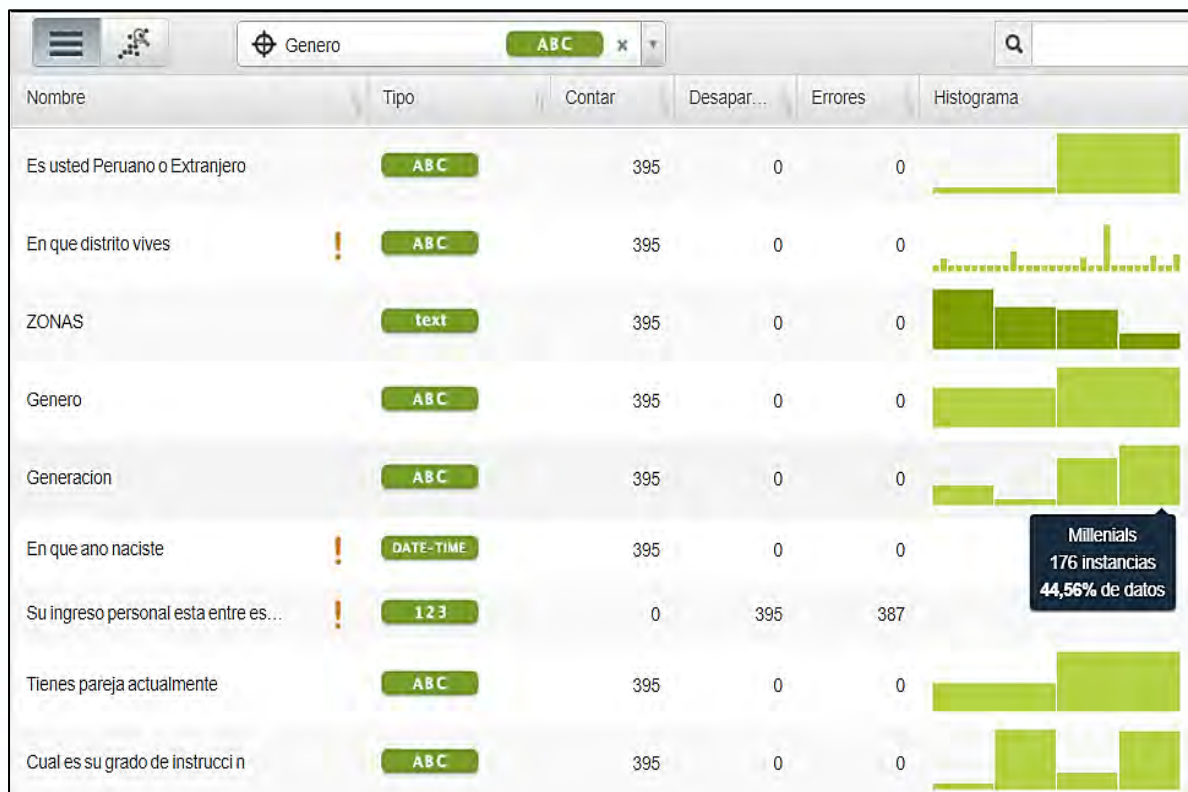 Genero ABC x
Nombre Tipo Contar Desapar... Errores Histograma
Es usted Peruano o Extranjero ABC 395 0 0
En que distrito vives ! ABC 395 0 0
ZONAS text 395 0 0
Genero ABC 395 0 0
Generacion ABC 395 0 0
Millenials
176 instancias
44,56% de datos
En que ano naciste ! DATE-TIME 395 0 0
Su ingreso personal esta entre es... ! 123 0 395 387
Tienes pareja actualmente ABC 395 0 0
Cual es su grado de instrucci n ABC 395 0 0